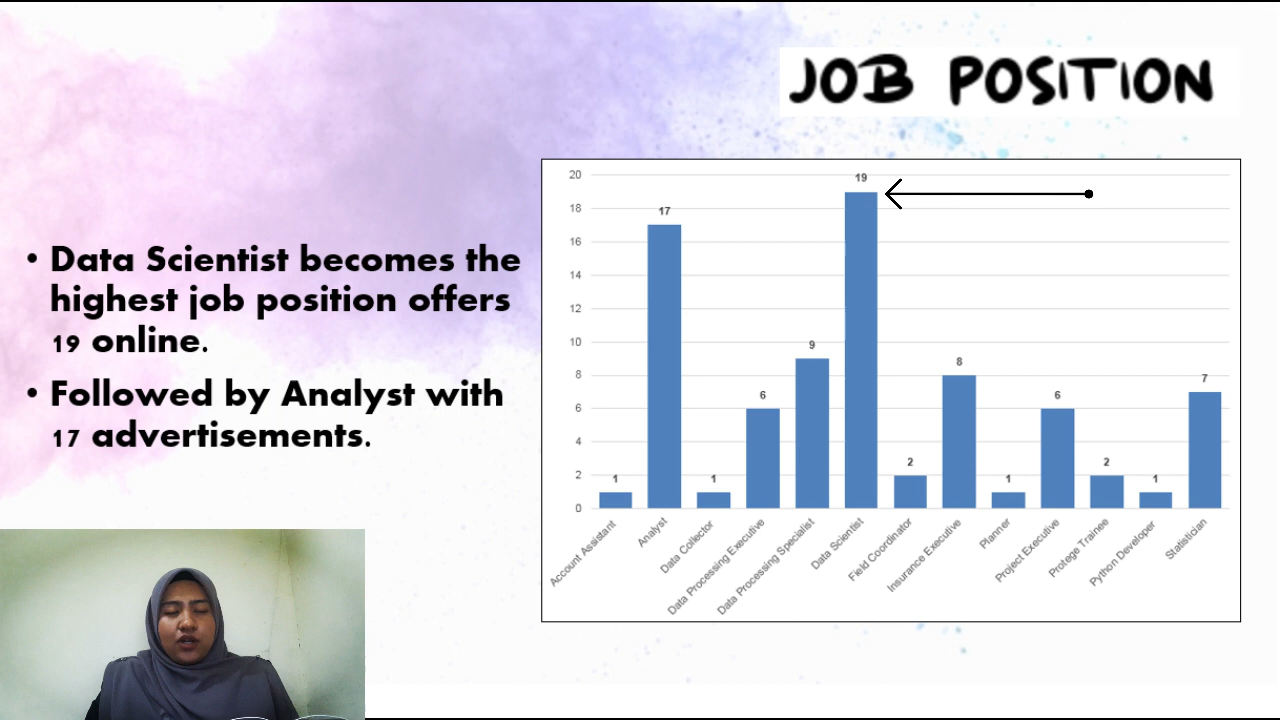 JOB POSITION
• Data Scientist becomes the
highest job position offers
19 online.
• Followed by Analyst with
17 advertisements.
20
18
16
14
12
10
8
6
4
2
0
1
17
1
6
9
19
2
8
1
6
2
1
7
Account Assistant
Analyst
Data Collector
Data Processing Executive
Data Processing Specialist
Data Scientist
Field Coordinator
Insurance Executive
Planner
Project Executive
Protege Trainee
Python Developer
Statistician